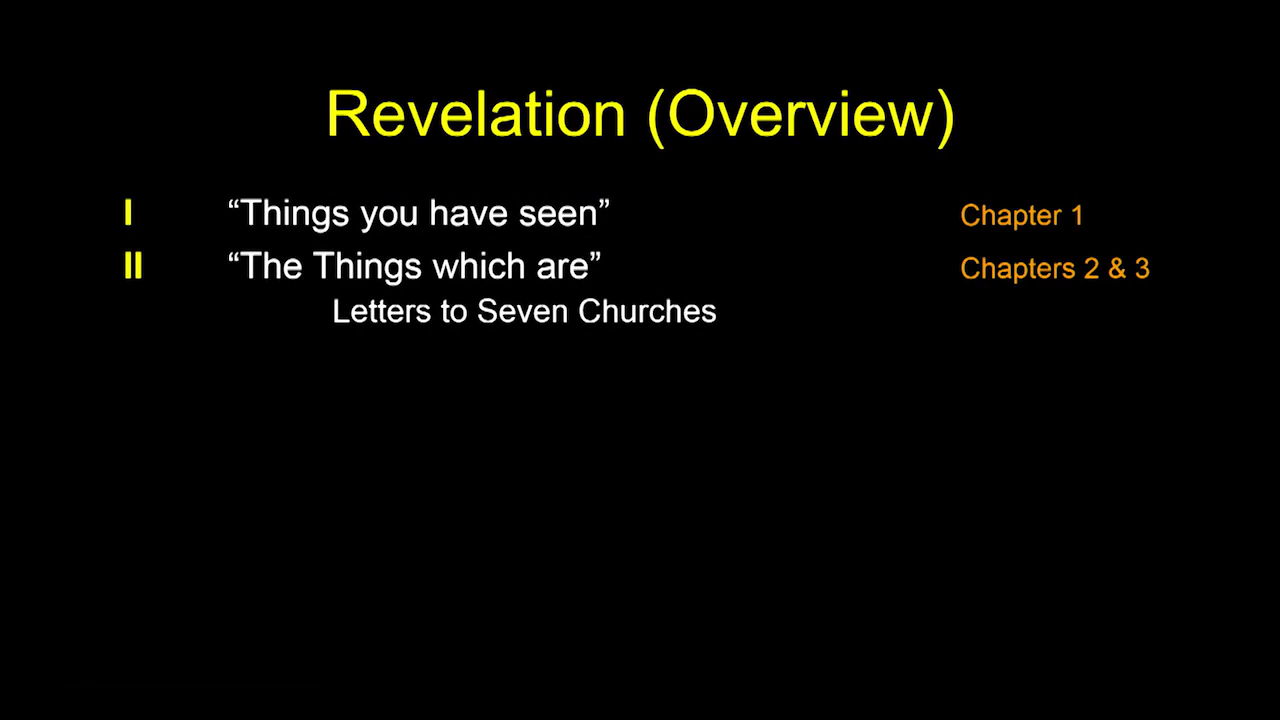 Revelation (Overview)
I “Things you have seen” Chapter 1
II “The Things which are” Chapters 2 & 3
Letters to Seven Churches